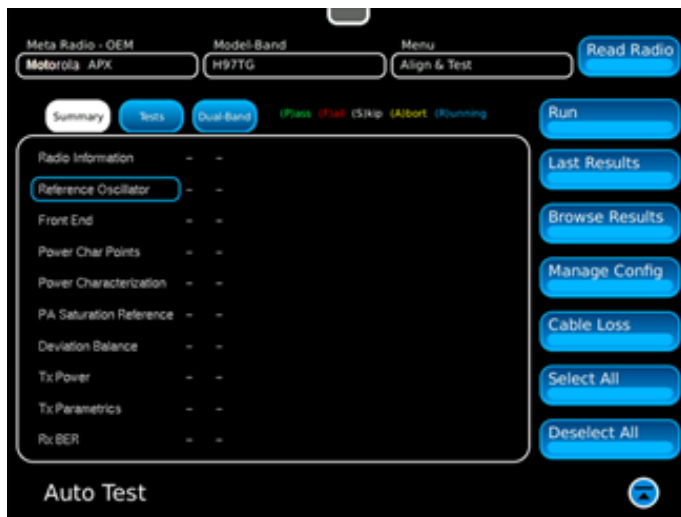 Meta Radio - OEM
Model-Band
Menu
Motorola APX
H97TG
Align & Test
Read Radio
Summary
Tests
Dual-Band
(P)ass (F)ail (S)kip (A)bort (R)unning
Radio Information - -
Reference Oscillator - -
Front End - -
Power Char Points - -
Power Characterization - -
PA Saturation Reference - -
Deviation Balance - -
Tx Power - -
Tx Parametrics - -
Rx BER - -
Run
Last Results
Browse Results
Manage Config
Cable Loss
Select All
Deselect All
Auto Test